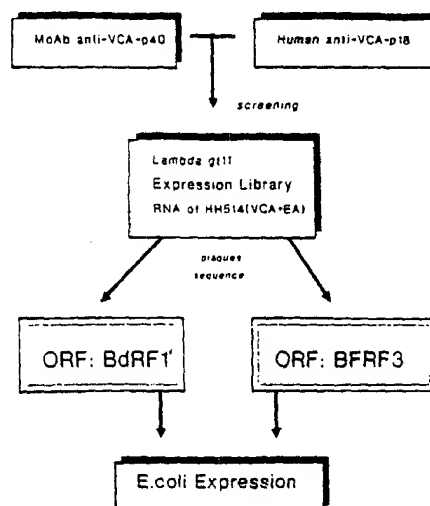 MoAb anti-VCA-p40
Human anti-VCA-p18
screening
Lambda gt11
Expression Library
RNA of HH514(VCA+EA)
plaques
sequence
ORF: BdRF1'
ORF: BFRF3
E.coli Expression